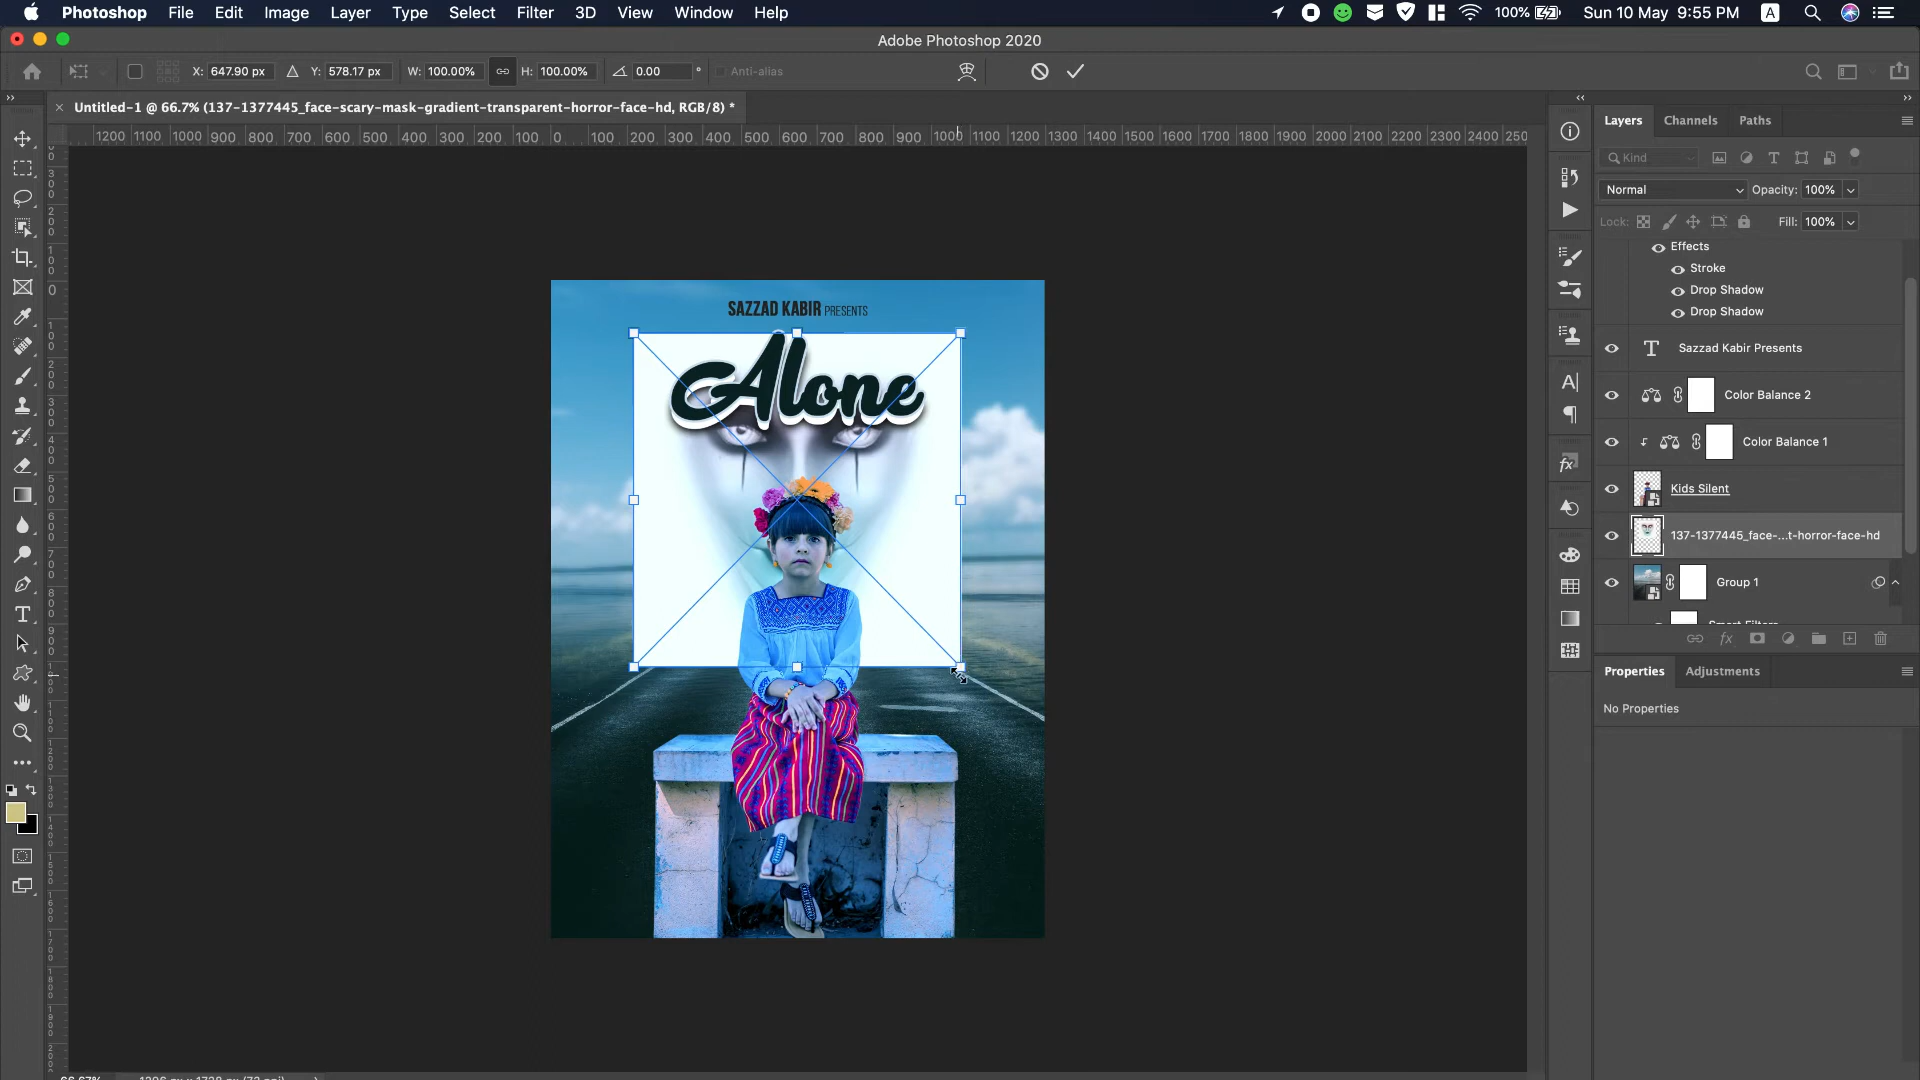 Photoshop File Edit Image Layer Type Select Filter 3D View Window Help 100% Sun 10 May 9:55 PM A
Adobe Photoshop 2020
X: 647.90 px Y: 578.17 px W: 100.00% H: 100.00% 0.00 ° Anti-alias
Untitled-1 @ 66.7% (137-1377445_face-scary-mask-gradient-transparent-horror-face-hd, RGB/8) *
1200 1100 1000 900 800 700 600 500 400 300 200 100 0 100 200 300 400 500 600 700 800 900 1000 1100 1200 1300 1400 1500 1600 1700 1800 1900 2000 2100 2200 2300 2400 250
SAZZAD KABIR PRESENTS
Alone
Layers Channels Paths
Kind
Normal Opacity: 100%
Lock: Fill: 100%
Effects
Stroke
Drop Shadow
Drop Shadow
Sazzad Kabir Presents
Color Balance 2
Color Balance 1
Kids Silent
137-1377445_face-...t-horror-face-hd
Group 1
Smart Filters
Properties Adjustments
No Properties